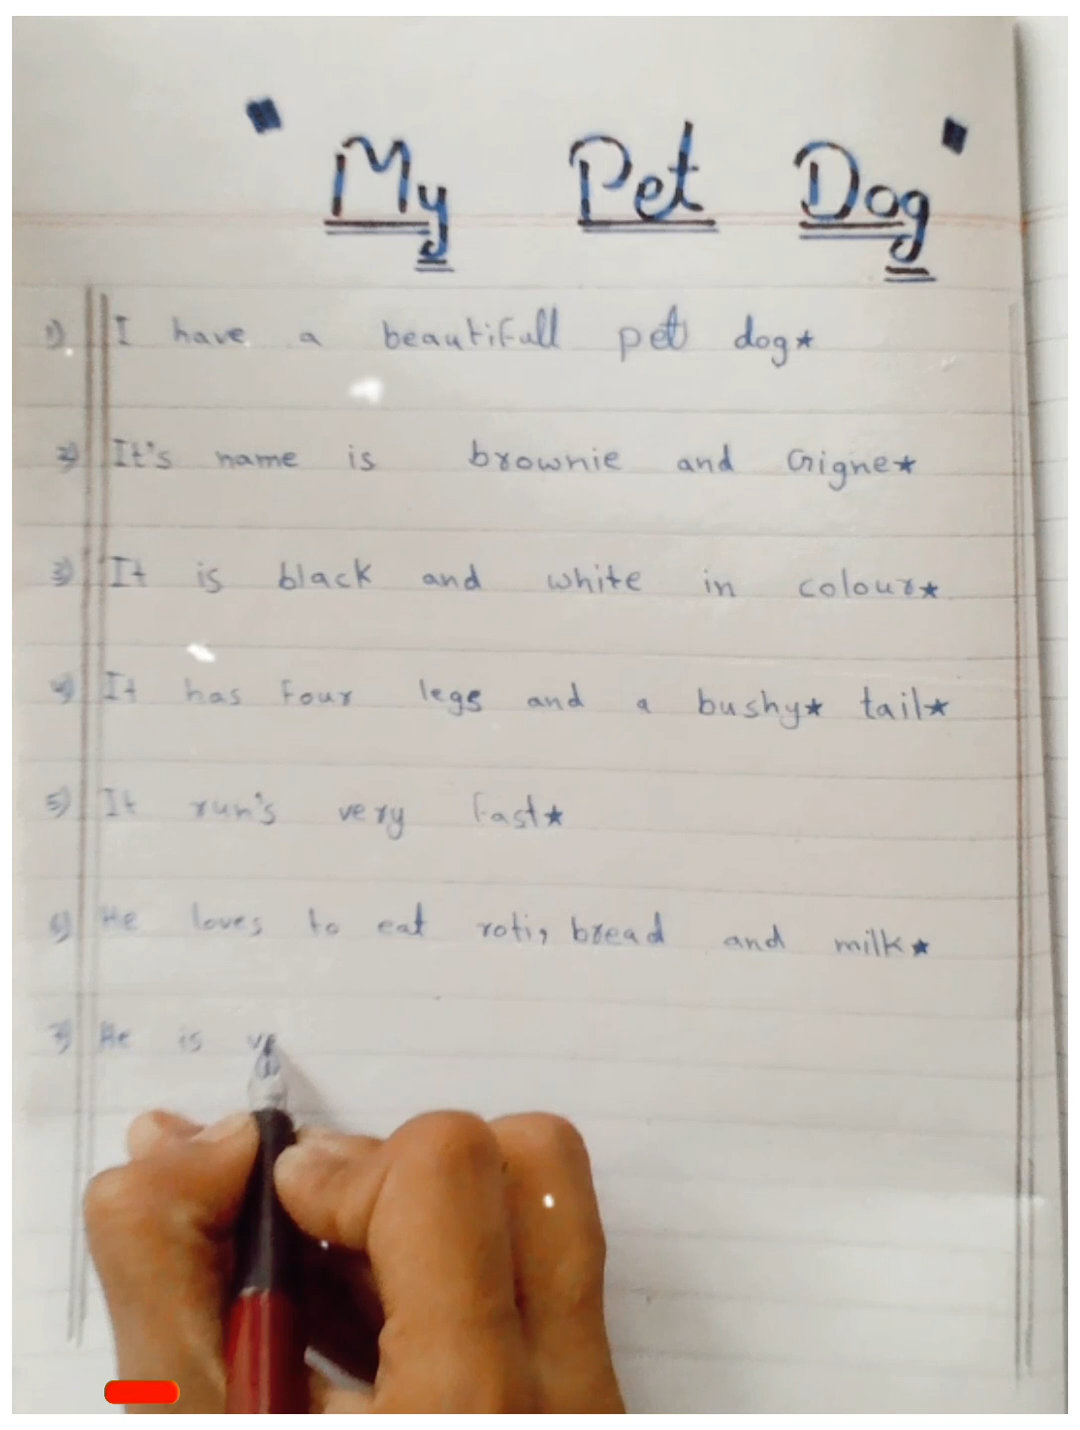 " My Pet Dog "
1) I have a beautifull pet dog★
2) It's name is brownie and Gigne★
3) It is black and white in colour★
4) It has Four legs and a bushy★ tail★
5) It run's very fast★
6) He loves to eat roti, bread and milk★
7) He is ve